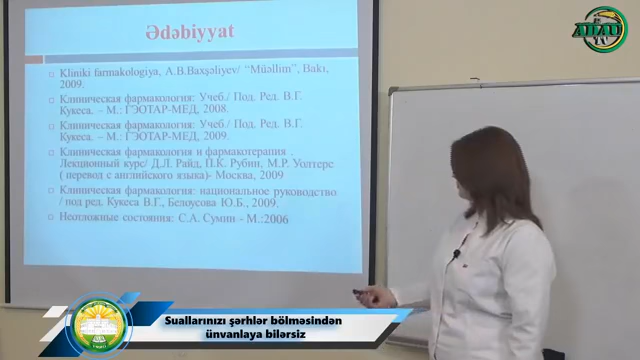 Ədəbiyyat
Kliniki farmakologiya, A.B.Baxşəliyev/ "Müəllim", Bakı,
2009.
Клиническая фармакология: Учеб./ Под. Ред. В.Г.
Кукеса. – М.: ГЭОТАР-МЕД, 2008.
Клиническая фармакология: Учеб./ Под. Ред. В.Г.
Кукеса. – М.: ГЭОТАР-МЕД, 2009.
Клиническая фармакология и фармакотерапия .
Лекционный курс/ Д.Л. Райд, П.К. Рубин, М.Р. Уолтерс
( перевод с английского языка)- Москва, 2009
Клиническая фармакология: национальное руководство
/ под ред. Кукеса В.Г., Белоусова Ю.Б., 2009.
Неотложные состояния: С.А. Сумин - М.:2006
ADAU
TV
Suallarınızı şərhlər bölməsindən
ünvanlaya bilərsiz